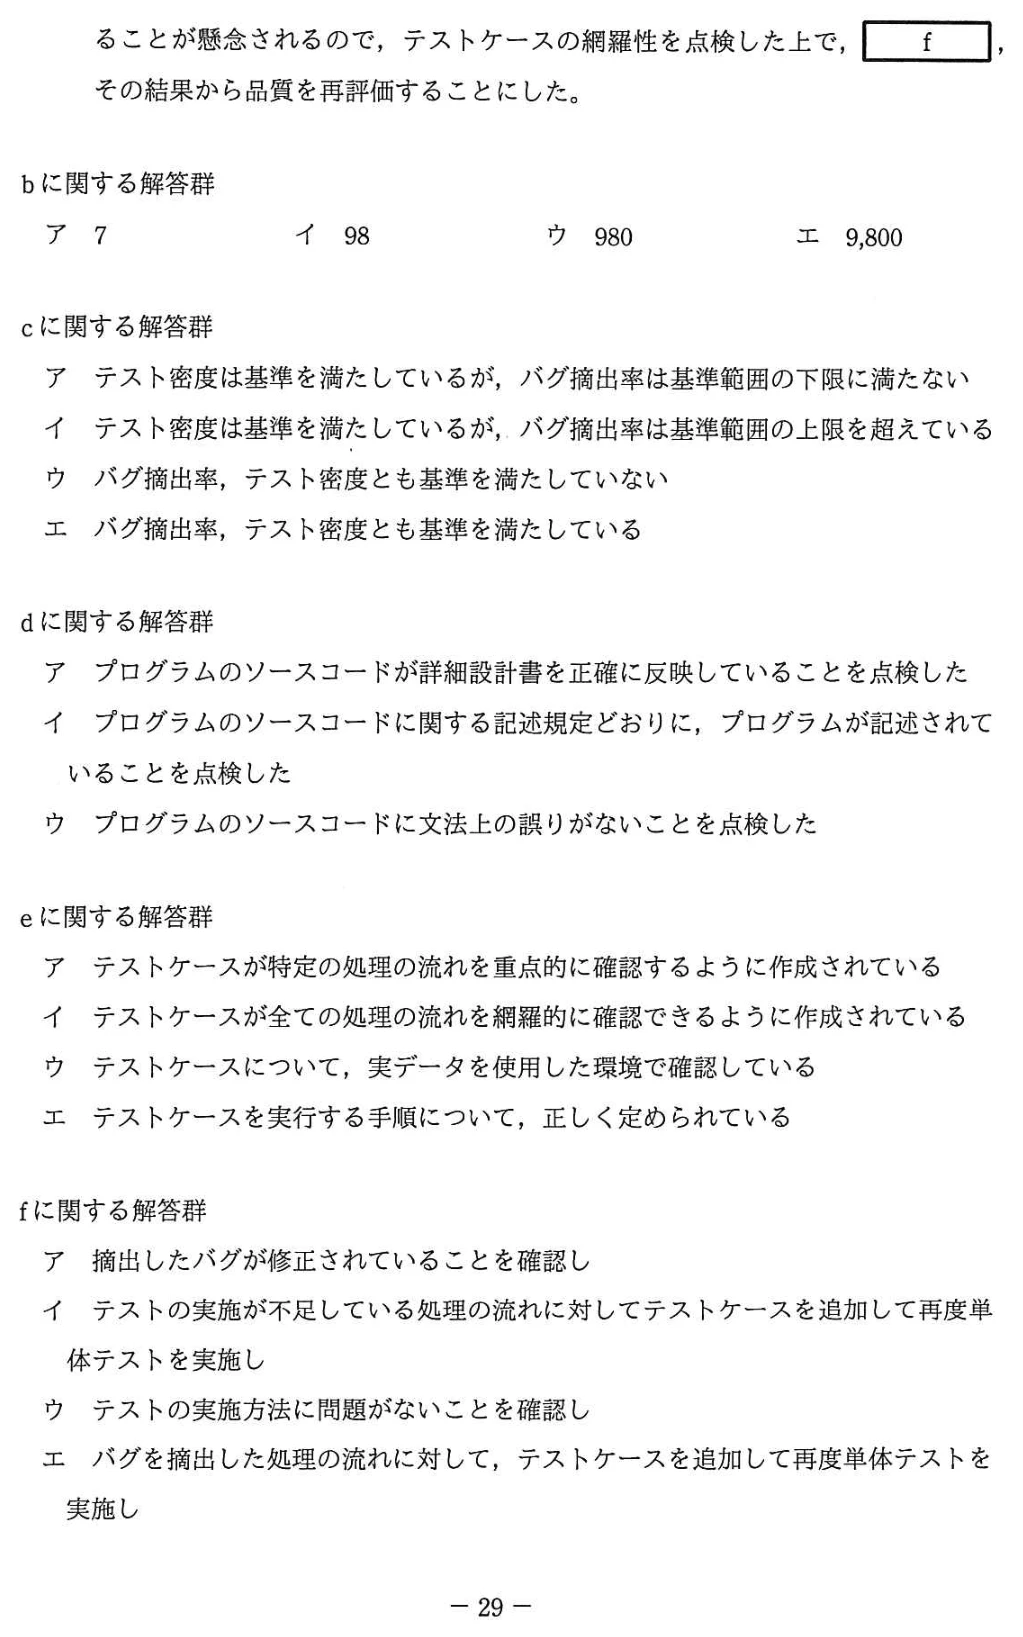 ることが懸念されるので，テストケースの網羅性を点検した上で， f ，
その結果から品質を再評価することにした。
bに関する解答群
ア 7 イ 98 ウ 980 エ 9,800
cに関する解答群
ア テスト密度は基準を満たしているが，バグ摘出率は基準範囲の下限に満たない
イ テスト密度は基準を満たしているが，バグ摘出率は基準範囲の上限を超えている
ウ バグ摘出率，テスト密度とも基準を満たしていない
エ バグ摘出率，テスト密度とも基準を満たしている
dに関する解答群
ア プログラムのソースコードが詳細設計書を正確に反映していることを点検した
イ プログラムのソースコードに関する記述規定どおりに，プログラムが記述されて
いることを点検した
ウ プログラムのソースコードに文法上の誤りがないことを点検した
eに関する解答群
ア テストケースが特定の処理の流れを重点的に確認するように作成されている
イ テストケースが全ての処理の流れを網羅的に確認できるように作成されている
ウ テストケースについて，実データを使用した環境で確認している
エ テストケースを実行する手順について，正しく定められている
fに関する解答群
ア 摘出したバグが修正されていることを確認し
イ テストの実施が不足している処理の流れに対してテストケースを追加して再度単
体テストを実施し
ウ テストの実施方法に問題がないことを確認し
エ バグを摘出した処理の流れに対して，テストケースを追加して再度単体テストを
実施し
－ 29 －